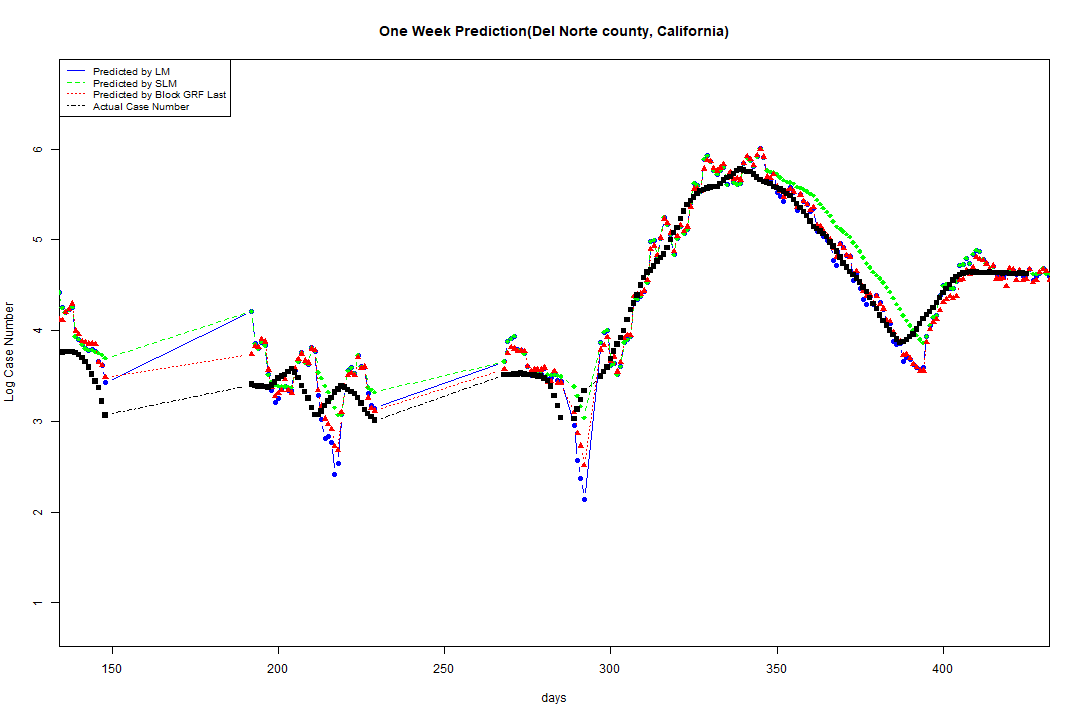 One Week Prediction(Del Norte county, California)
Predicted by LM
Predicted by SLM
Predicted by Block GRF Last
Actual Case Number
6
5
4
3
2
1
Log Case Number
150 200 250 300 350 400
days